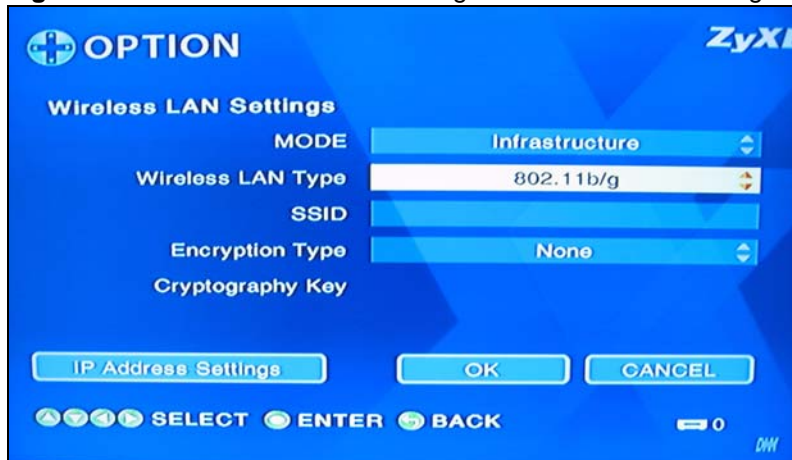 OPTION
ZyX
Wireless LAN Settings
MODE Infrastructure
Wireless LAN Type 802.11b/g
SSID
Encryption Type None
Cryptography Key
IP Address Settings OK CANCEL
SELECT ENTER BACK 0